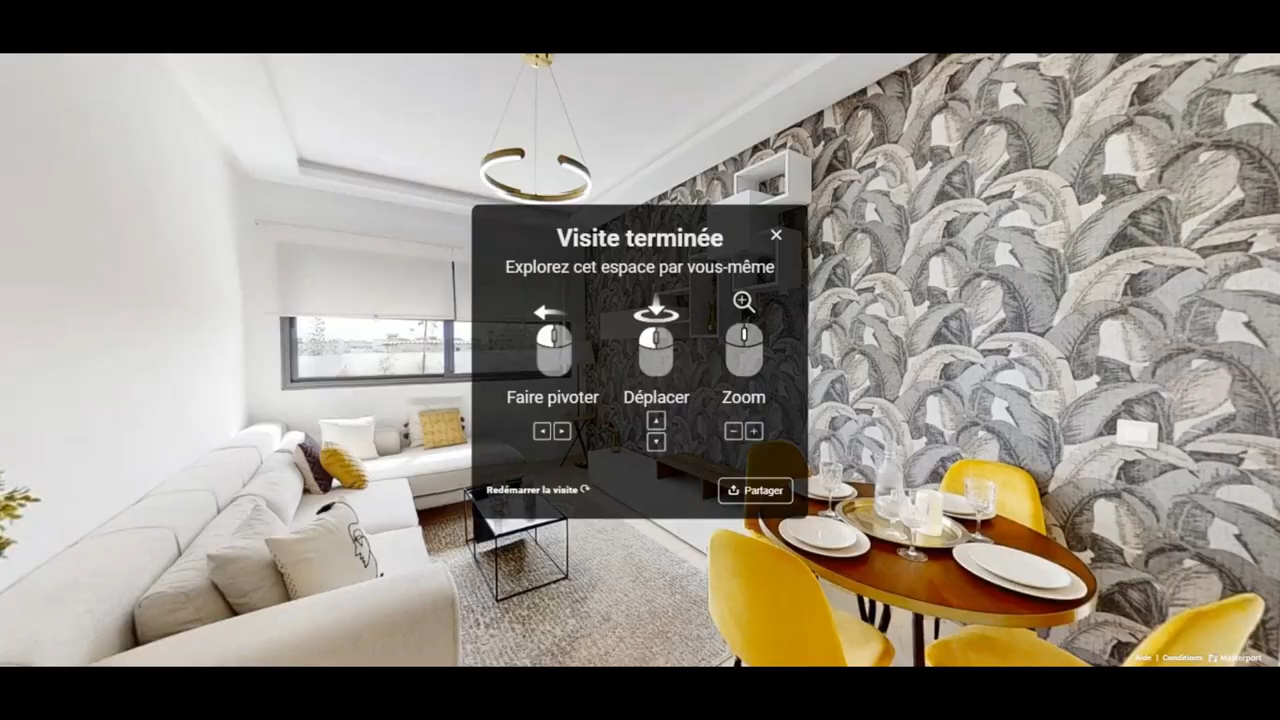 Visite terminée
Explorez cet espace par vous-même
Faire pivoter Déplacer Zoom
Redémarrer la visite
Partager
Aide | Conditions Matterport